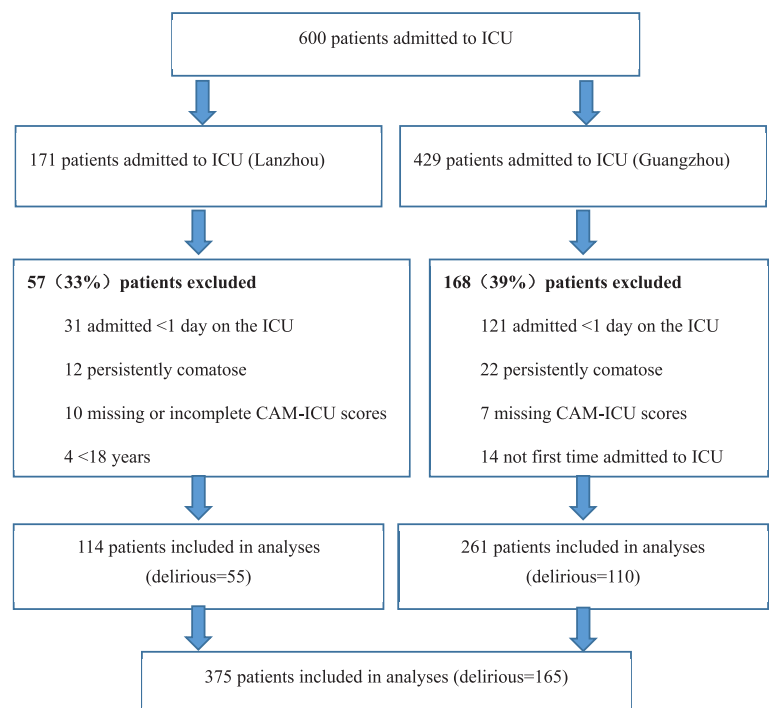 600 patients admitted to ICU
171 patients admitted to ICU (Lanzhou)
429 patients admitted to ICU (Guangzhou)
57（33%）patients excluded
31 admitted <1 day on the ICU
12 persistently comatose
10 missing or incomplete CAM-ICU scores
4 <18 years
168（39%）patients excluded
121 admitted <1 day on the ICU
22 persistently comatose
7 missing CAM-ICU scores
14 not first time admitted to ICU
114 patients included in analyses
(delirious=55)
261 patients included in analyses
(delirious=110)
375 patients included in analyses (delirious=165)